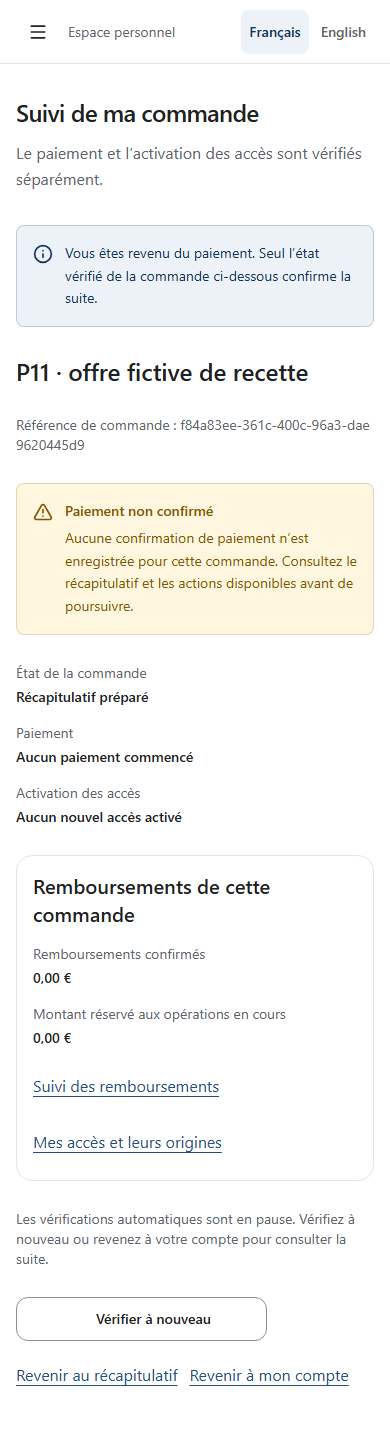 Espace personnel
Français
English
Suivi de ma commande
Le paiement et l’activation des accès sont vérifiés
séparément.
Vous êtes revenu du paiement. Seul l’état
vérifié de la commande ci-dessous confirme la
suite.
P11 · offre fictive de recette
Référence de commande : f84a83ee-361c-400c-96a3-dae
9620445d9
Paiement non confirmé
Aucune confirmation de paiement n’est
enregistrée pour cette commande. Consultez le
récapitulatif et les actions disponibles avant de
poursuivre.
État de la commande
Récapitulatif préparé
Paiement
Aucun paiement commencé
Activation des accès
Aucun nouvel accès activé
Remboursements de cette
commande
Remboursements confirmés
0,00 €
Montant réservé aux opérations en cours
0,00 €
Suivi des remboursements
Mes accès et leurs origines
Les vérifications automatiques sont en pause. Vérifiez à
nouveau ou revenez à votre compte pour consulter la
suite.
Vérifier à nouveau
Revenir au récapitulatif
Revenir à mon compte